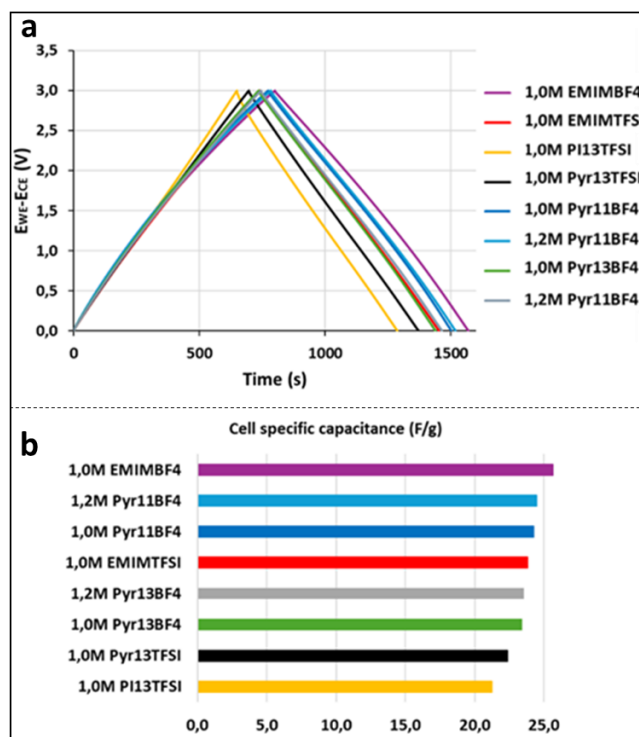 a
3,5
3,0
2,5
2,0
1,5
1,0
0,5
0,0
EWE-ECE (V)
0 500 1000 1500
Time (s)
1,0M EMIMBF4
1,0M EMIMTFSI
1,0M PI13TFSI
1,0M Pyr13TFSI
1,0M Pyr11BF4
1,2M Pyr11BF4
1,0M Pyr13BF4
1,2M Pyr11BF4
b
Cell specific capacitance (F/g)
1,0M EMIMBF4
1,2M Pyr11BF4
1,0M Pyr11BF4
1,0M EMIMTFSI
1,2M Pyr13BF4
1,0M Pyr13BF4
1,0M Pyr13TFSI
1,0M PI13TFSI
0,0 5,0 10,0 15,0 20,0 25,0